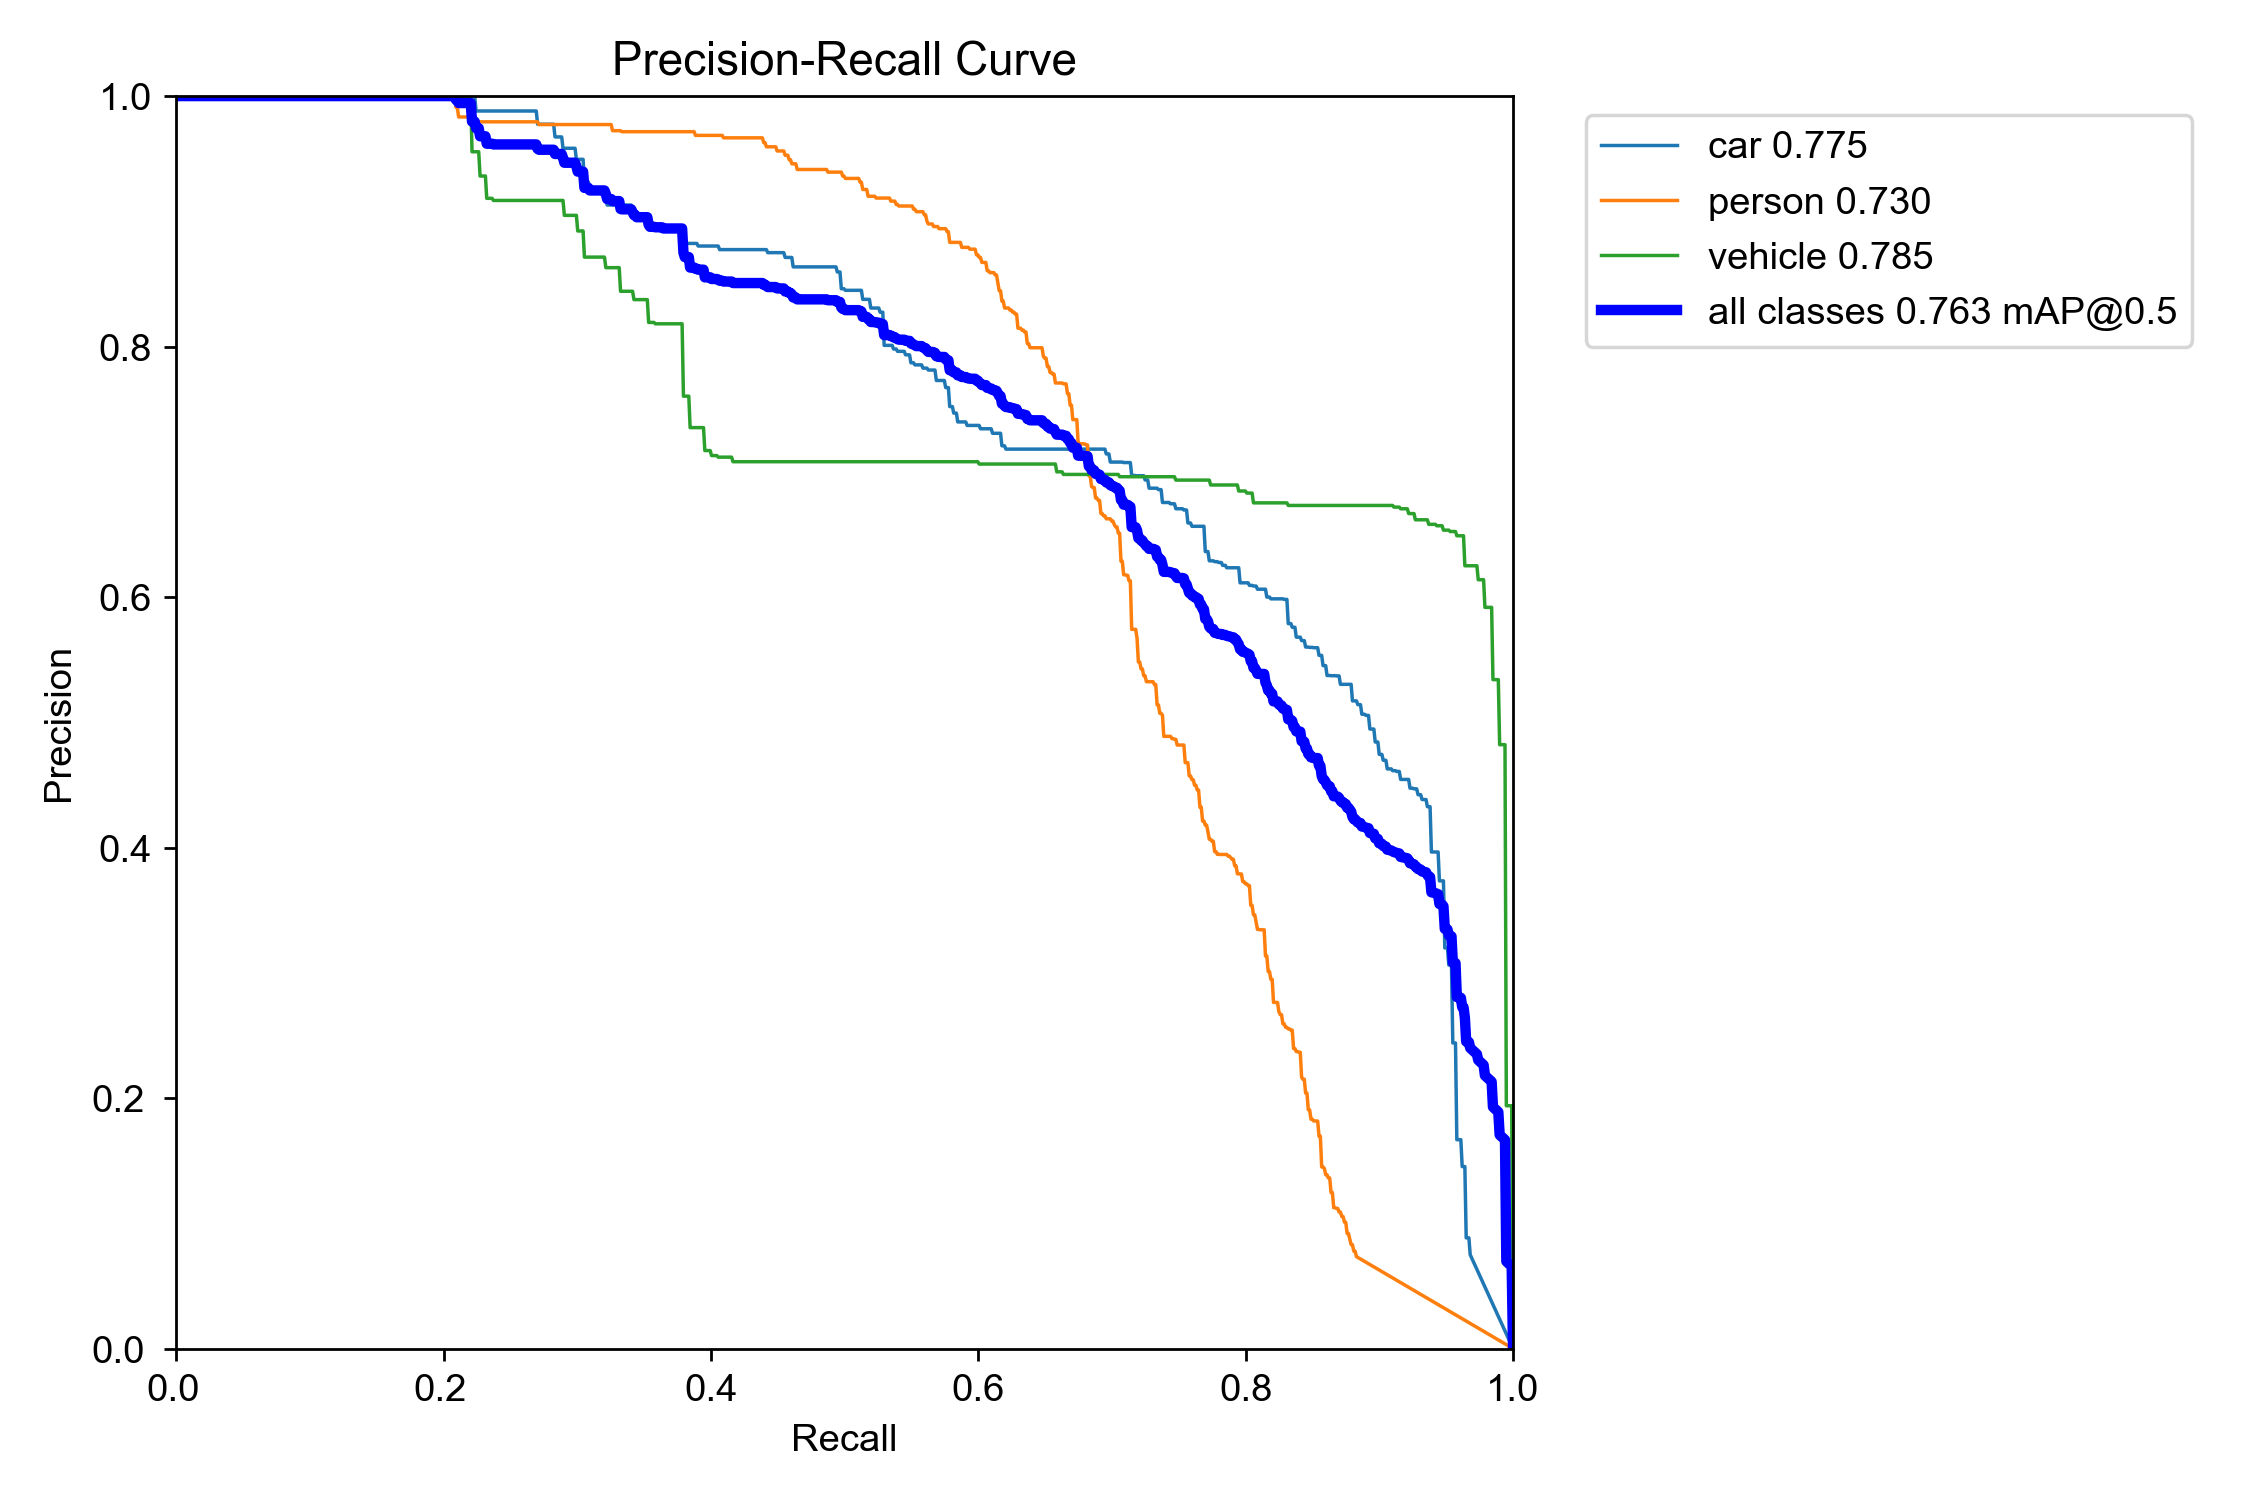 Precision-Recall Curve
1.0
0.8
0.6
0.4
0.2
0.0
Precision
0.0 0.2 0.4 0.6 0.8 1.0
Recall
car 0.775
person 0.730
vehicle 0.785
all classes 0.763 mAP@0.5